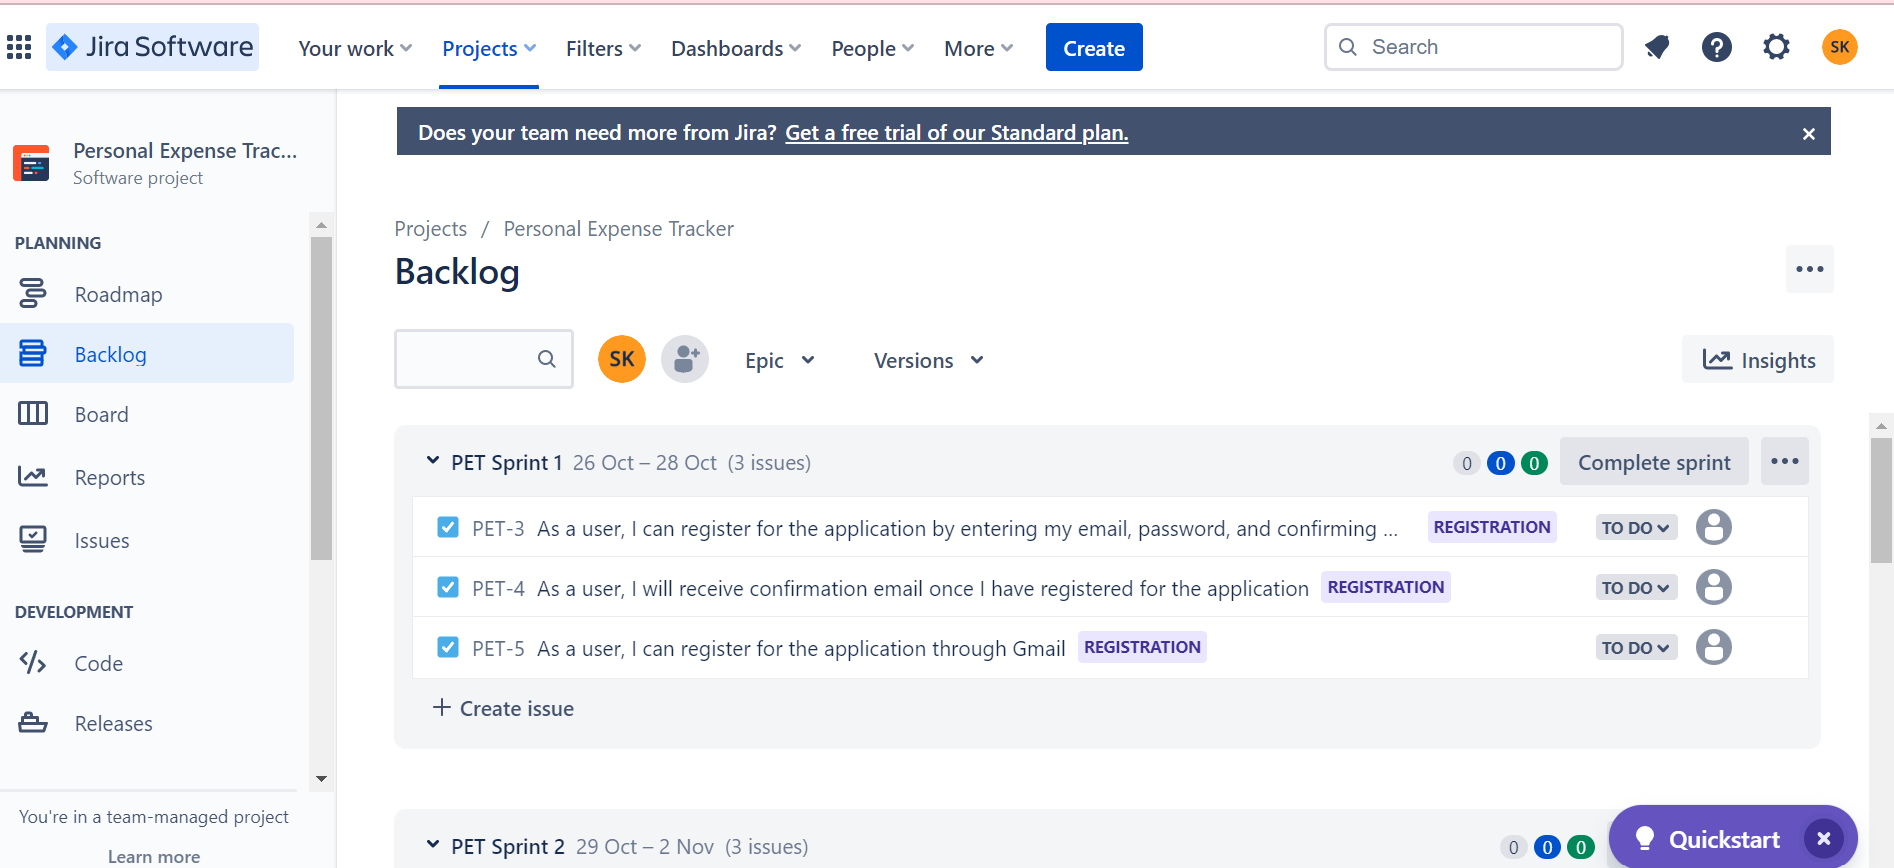 Jira Software Your work Projects Filters Dashboards People More Create Search SK
Does your team need more from Jira? Get a free trial of our Standard plan.
Personal Expense Trac...
Software project
PLANNING
Roadmap
Backlog
Board
Reports
Issues
DEVELOPMENT
Code
Releases
You're in a team-managed project
Learn more
Projects / Personal Expense Tracker
Backlog
SK Epic Versions Insights
PET Sprint 1 26 Oct – 28 Oct (3 issues) 0 0 0 Complete sprint
PET-3 As a user, I can register for the application by entering my email, password, and confirming ... REGISTRATION TO DO
PET-4 As a user, I will receive confirmation email once I have registered for the application REGISTRATION TO DO
PET-5 As a user, I can register for the application through Gmail REGISTRATION TO DO
+ Create issue
PET Sprint 2 29 Oct – 2 Nov (3 issues) 0 0 0
Quickstart